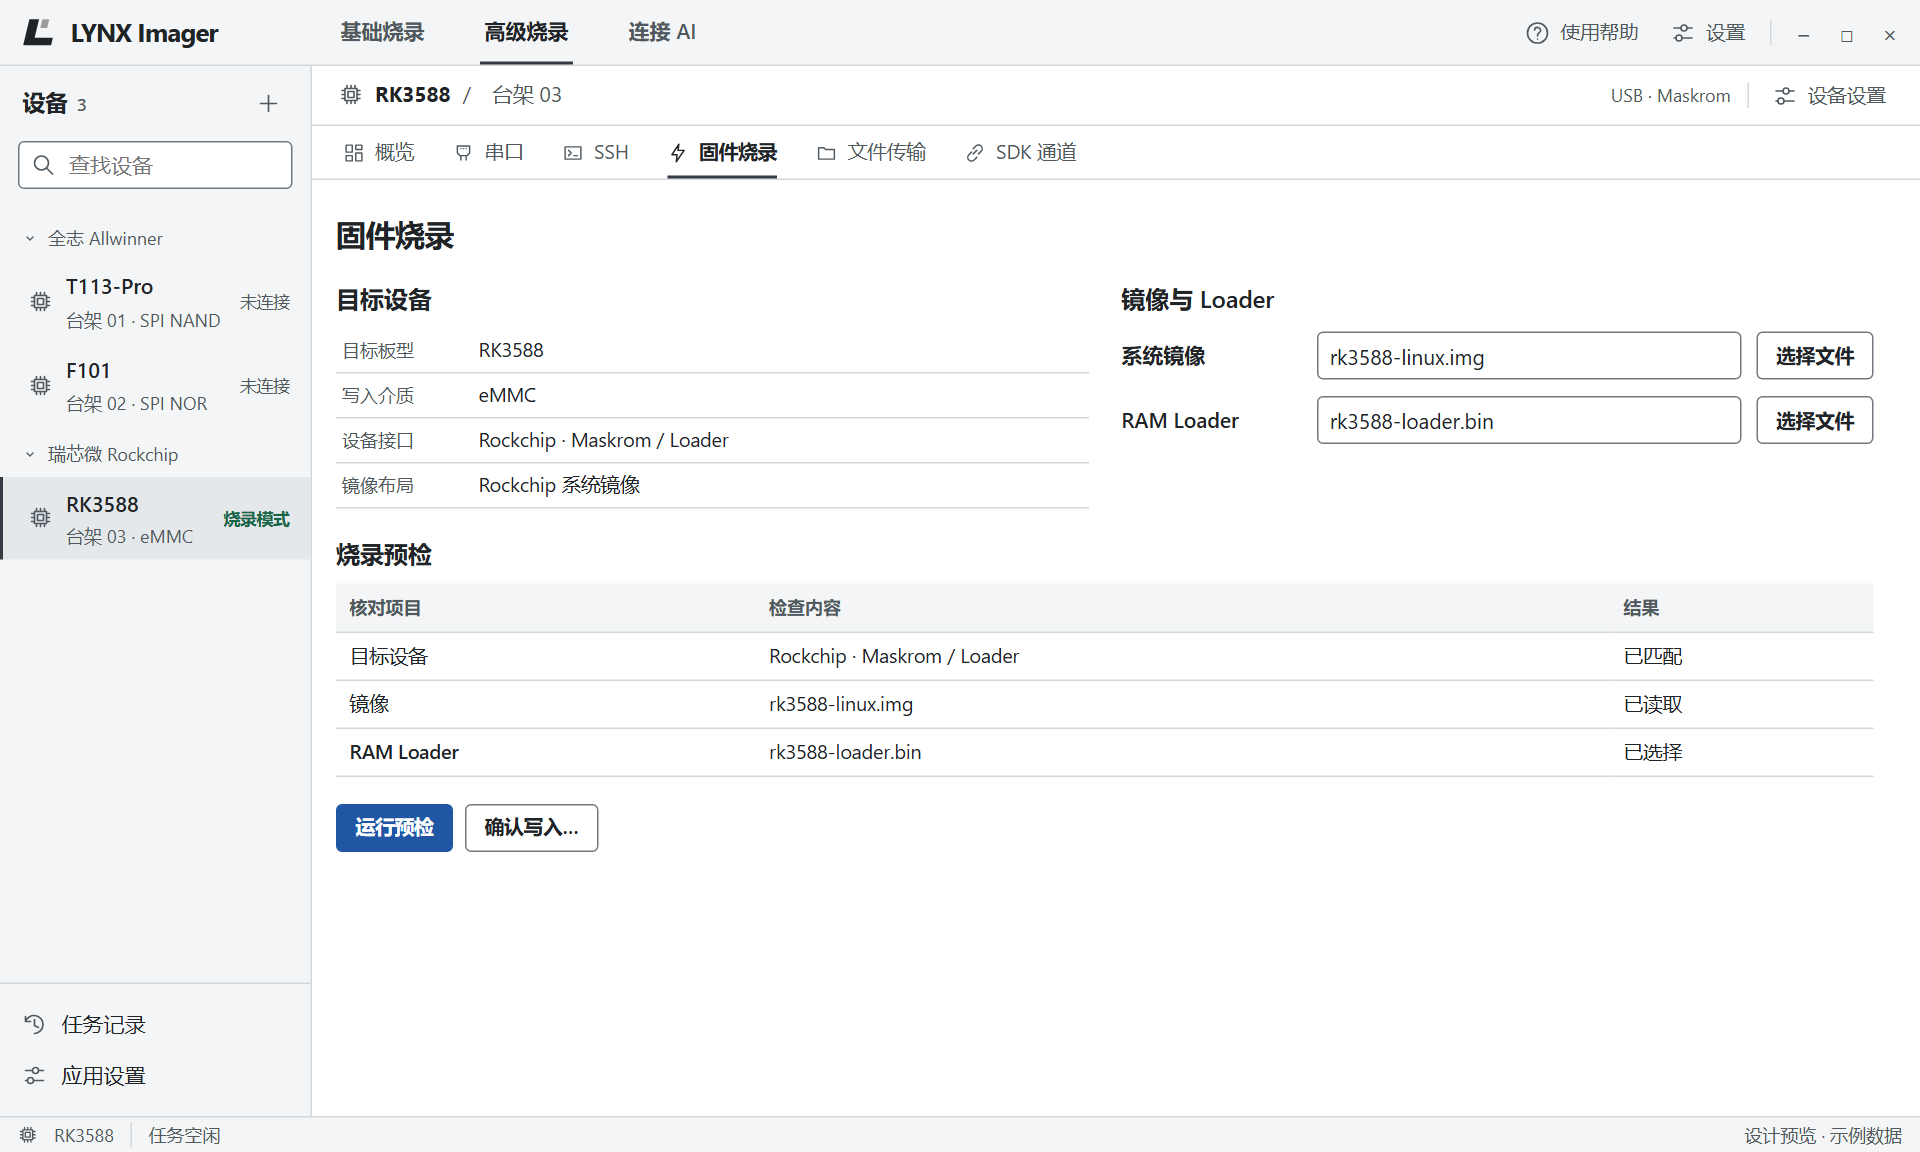 LYNX Imager
基础烧录
高级烧录
连接 AI
使用帮助
设置
设备 3
查找设备
全志 Allwinner
T113-Pro
台架 01 · SPI NAND
未连接
F101
台架 02 · SPI NOR
未连接
瑞芯微 Rockchip
RK3588
台架 03 · eMMC
烧录模式
任务记录
应用设置
RK3588 / 台架 03
USB · Maskrom
设备设置
概览
串口
SSH
固件烧录
文件传输
SDK 通道
固件烧录
目标设备
目标板型 RK3588
写入介质 eMMC
设备接口 Rockchip · Maskrom / Loader
镜像布局 Rockchip 系统镜像
镜像与 Loader
系统镜像 rk3588-linux.img 选择文件
RAM Loader rk3588-loader.bin 选择文件
烧录预检
核对项目 检查内容 结果
目标设备 Rockchip · Maskrom / Loader 已匹配
镜像 rk3588-linux.img 已读取
RAM Loader rk3588-loader.bin 已选择
运行预检
确认写入...
RK3588
任务空闲
设计预览 · 示例数据